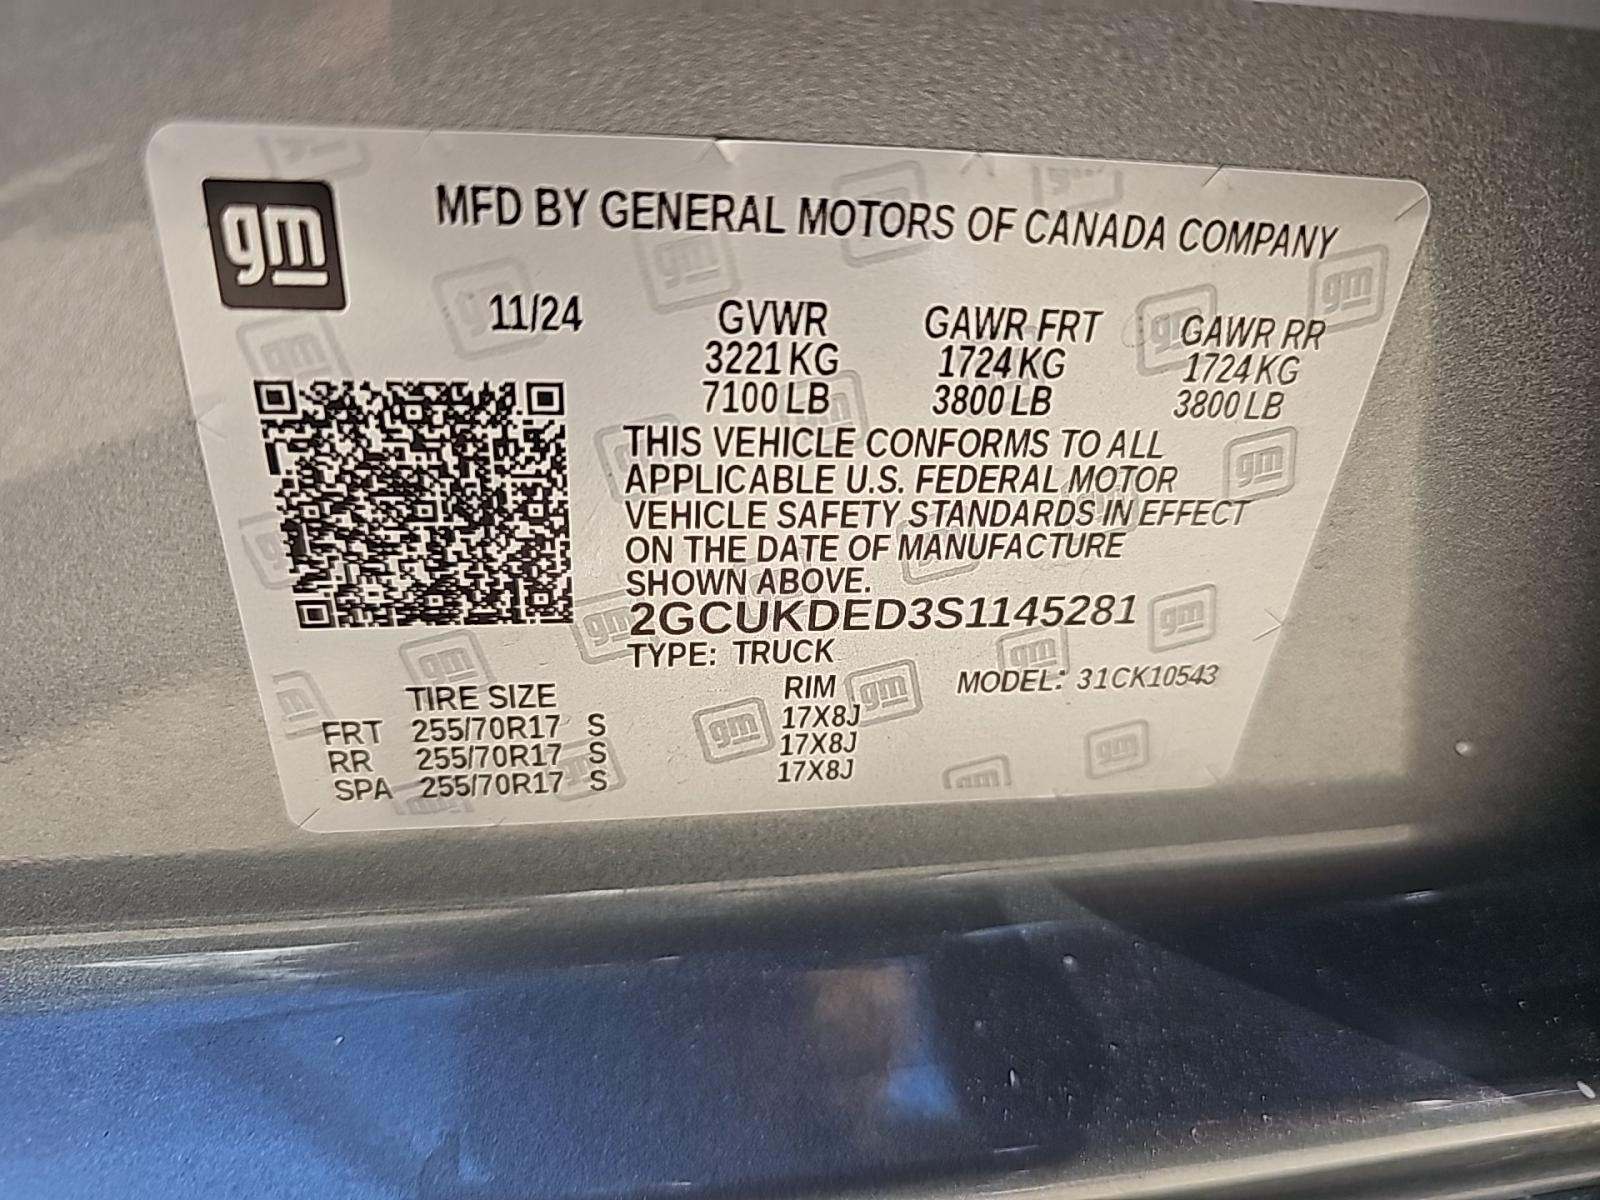 gm
MFD BY GENERAL MOTORS OF CANADA COMPANY
11/24 GVWR GAWR FRT GAWR RR
3221 KG 1724 KG 1724 KG
7100 LB 3800 LB 3800 LB
THIS VEHICLE CONFORMS TO ALL
APPLICABLE U.S. FEDERAL MOTOR
VEHICLE SAFETY STANDARDS IN EFFECT
ON THE DATE OF MANUFACTURE
SHOWN ABOVE.
2GCUKDED3S1145281
TYPE: TRUCK
MODEL: 31CK10543
TIRE SIZE RIM
FRT 255/70R17 S 17X8J
RR 255/70R17 S 17X8J
SPA 255/70R17 S 17X8J